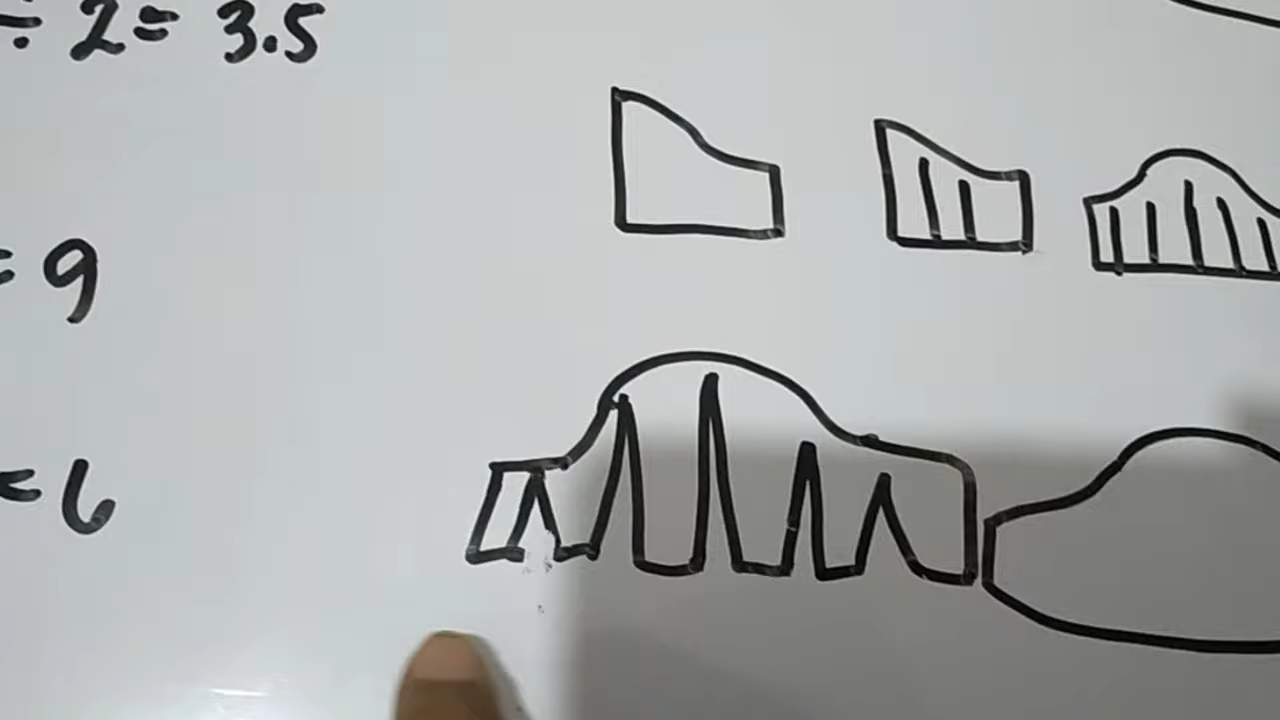 ÷ 2 = 3.5
= 9
= 6